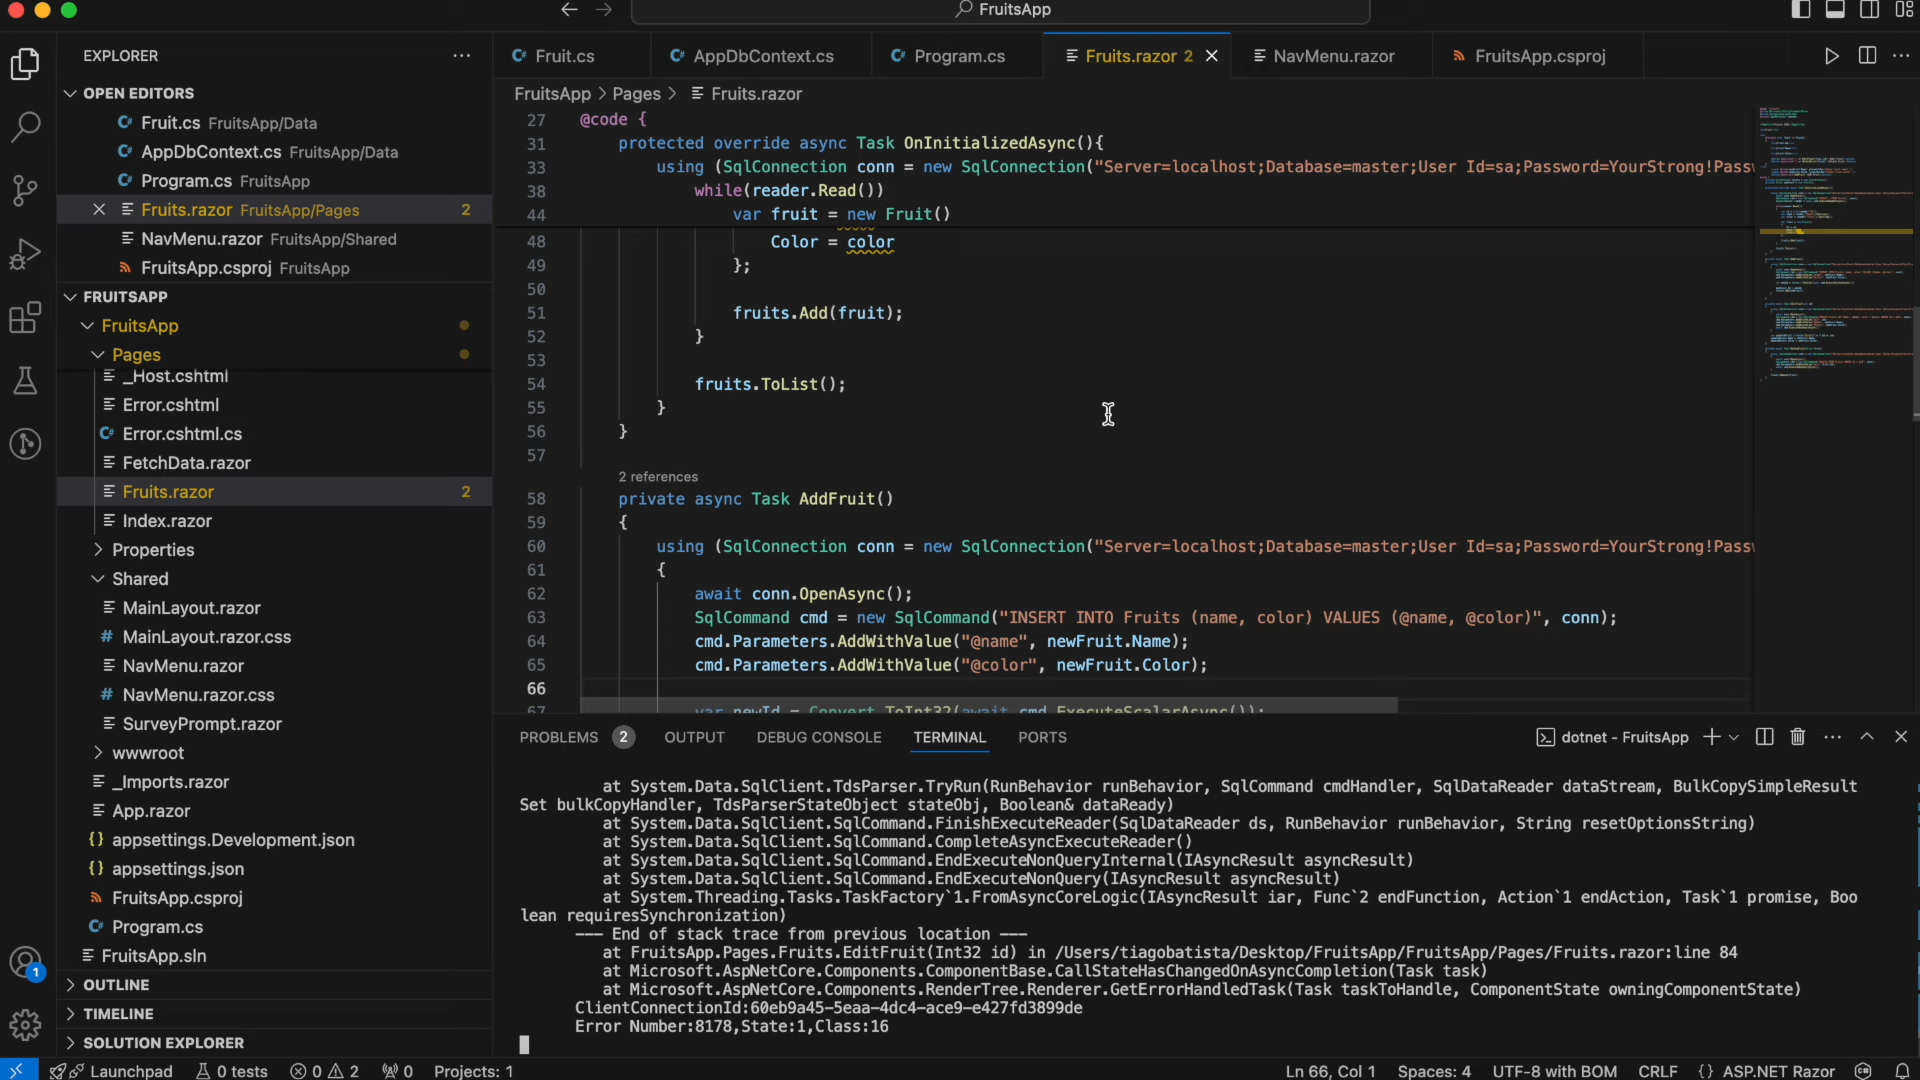 FruitsApp
EXPLORER
Fruit.cs
AppDbContext.cs
Program.cs
Fruits.razor 2
NavMenu.razor
FruitsApp.csproj
OPEN EDITORS
Fruit.cs FruitsApp/Data
AppDbContext.cs FruitsApp/Data
Program.cs FruitsApp
Fruits.razor FruitsApp/Pages 2
NavMenu.razor FruitsApp/Shared
FruitsApp.csproj FruitsApp
FRUITSAPP
FruitsApp
Pages
_Host.cshtml
Error.cshtml
Error.cshtml.cs
FetchData.razor
Fruits.razor 2
Index.razor
Properties
Shared
MainLayout.razor
MainLayout.razor.css
NavMenu.razor
NavMenu.razor.css
SurveyPrompt.razor
wwwroot
_Imports.razor
App.razor
appsettings.Development.json
appsettings.json
FruitsApp.csproj
Program.cs
FruitsApp.sln
OUTLINE
TIMELINE
SOLUTION EXPLORER
1
FruitsApp > Pages > Fruits.razor
27 @code {
31 protected override async Task OnInitializedAsync(){
33 using (SqlConnection conn = new SqlConnection("Server=localhost;Database=master;User Id=sa;Password=YourStrong!Passw
38 while(reader.Read())
44 var fruit = new Fruit()
48 Color = color
49 };
50
51 fruits.Add(fruit);
52 }
53
54 fruits.ToList();
55 }
56 }
57
2 references
58 private async Task AddFruit()
59 {
60 using (SqlConnection conn = new SqlConnection("Server=localhost;Database=master;User Id=sa;Password=YourStrong!Passw
61 {
62 await conn.OpenAsync();
63 SqlCommand cmd = new SqlCommand("INSERT INTO Fruits (name, color) VALUES (@name, @color)", conn);
64 cmd.Parameters.AddWithValue("@name", newFruit.Name);
65 cmd.Parameters.AddWithValue("@color", newFruit.Color);
66
67 var newId = Convert.ToInt32(await cmd.ExecuteScalarAsync());
PROBLEMS 2 OUTPUT DEBUG CONSOLE TERMINAL PORTS
dotnet - FruitsApp
at System.Data.SqlClient.TdsParser.TryRun(RunBehavior runBehavior, SqlCommand cmdHandler, SqlDataReader dataStream, BulkCopySimpleResult
Set bulkCopyHandler, TdsParserStateObject stateObj, Boolean& dataReady)
at System.Data.SqlClient.SqlCommand.FinishExecuteReader(SqlDataReader ds, RunBehavior runBehavior, String resetOptionsString)
at System.Data.SqlClient.SqlCommand.CompleteAsyncExecuteReader()
at System.Data.SqlClient.SqlCommand.EndExecuteNonQueryInternal(IAsyncResult asyncResult)
at System.Data.SqlClient.SqlCommand.EndExecuteNonQuery(IAsyncResult asyncResult)
at System.Threading.Tasks.TaskFactory`1.FromAsyncCoreLogic(IAsyncResult iar, Func`2 endFunction, Action`1 endAction, Task`1 promise, Boo
lean requiresSynchronization)
--- End of stack trace from previous location ---
at FruitsApp.Pages.Fruits.EditFruit(Int32 id) in /Users/tiagobatista/Desktop/FruitsApp/FruitsApp/Pages/Fruits.razor:line 84
at Microsoft.AspNetCore.Components.ComponentBase.CallStateHasChangedOnAsyncCompletion(Task task)
at Microsoft.AspNetCore.Components.RenderTree.Renderer.GetErrorHandledTask(Task taskToHandle, ComponentState owningComponentState)
ClientConnectionId:60eb9a45-5eaa-4dc4-ace9-e427fd3899de
Error Number:8178,State:1,Class:16
Launchpad 0 tests 0 2 0 Projects: 1
Ln 66, Col 1 Spaces: 4 UTF-8 with BOM CRLF {} ASP.NET Razor